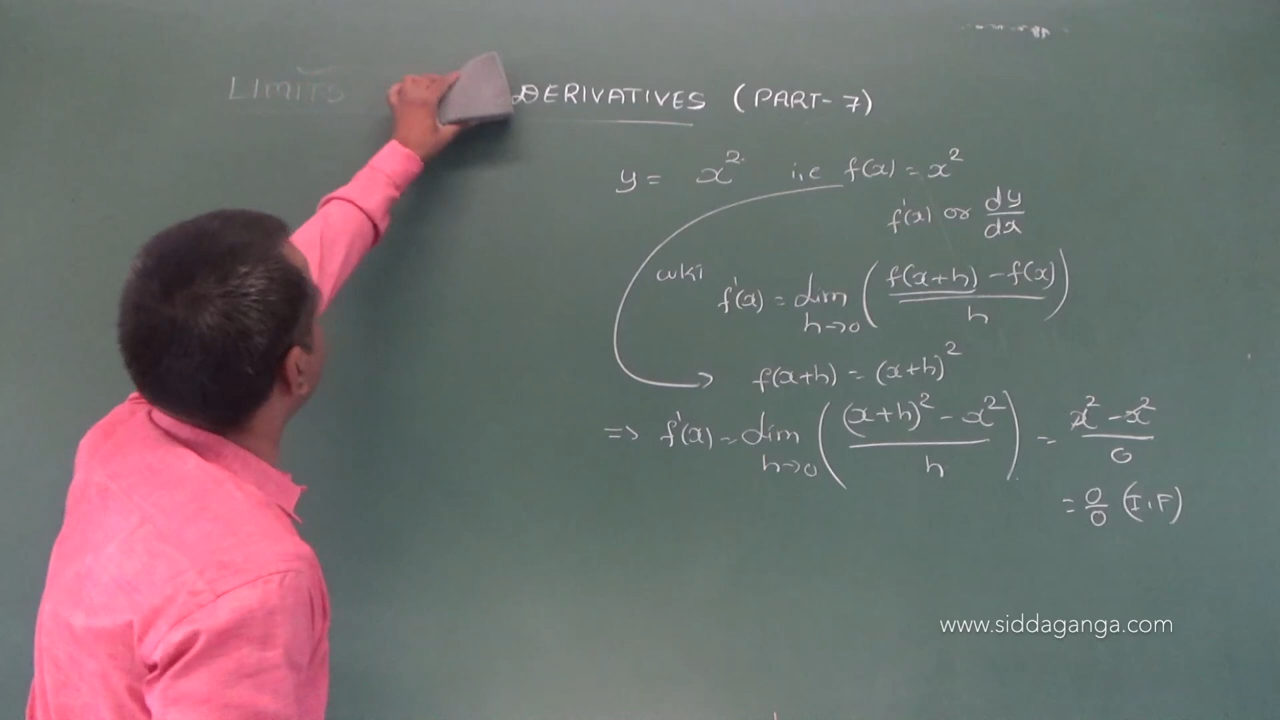 LIMITS DERIVATIVES (PART-7)
y = x² i.e f(x) = x²
f'(x) or dy/dx
wkt
f'(x) = lim h→0 ( f(x+h) - f(x) / h )
f(x+h) = (x+h)²
=> f'(x) = lim h→0 ( (x+h)² - x² / h ) = x² - x² / 0
= 0/0 (I.F)
www.siddaganga.com